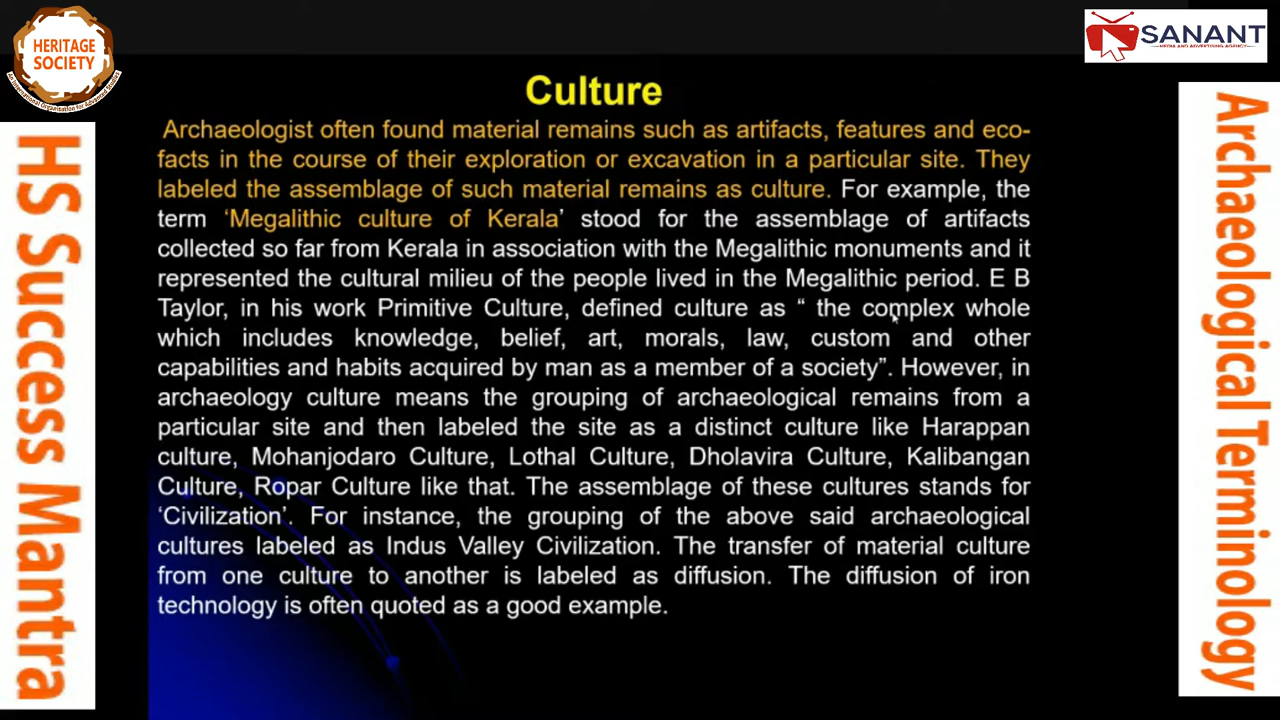 HERITAGE
SOCIETY
An International Organisation for Advanced Studies
SANANT
MEDIA AND ADVERTISING AGENCY
HS Success Mantra
Culture
Archaeologist often found material remains such as artifacts, features and eco-
facts in the course of their exploration or excavation in a particular site. They
labeled the assemblage of such material remains as culture. For example, the
term ‘Megalithic culture of Kerala’ stood for the assemblage of artifacts
collected so far from Kerala in association with the Megalithic monuments and it
represented the cultural milieu of the people lived in the Megalithic period. E B
Taylor, in his work Primitive Culture, defined culture as “ the complex whole
which includes knowledge, belief, art, morals, law, custom and other
capabilities and habits acquired by man as a member of a society”. However, in
archaeology culture means the grouping of archaeological remains from a
particular site and then labeled the site as a distinct culture like Harappan
culture, Mohanjodaro Culture, Lothal Culture, Dholavira Culture, Kalibangan
Culture, Ropar Culture like that. The assemblage of these cultures stands for
‘Civilization’. For instance, the grouping of the above said archaeological
cultures labeled as Indus Valley Civilization. The transfer of material culture
from one culture to another is labeled as diffusion. The diffusion of iron
technology is often quoted as a good example.
Archaeological Terminology